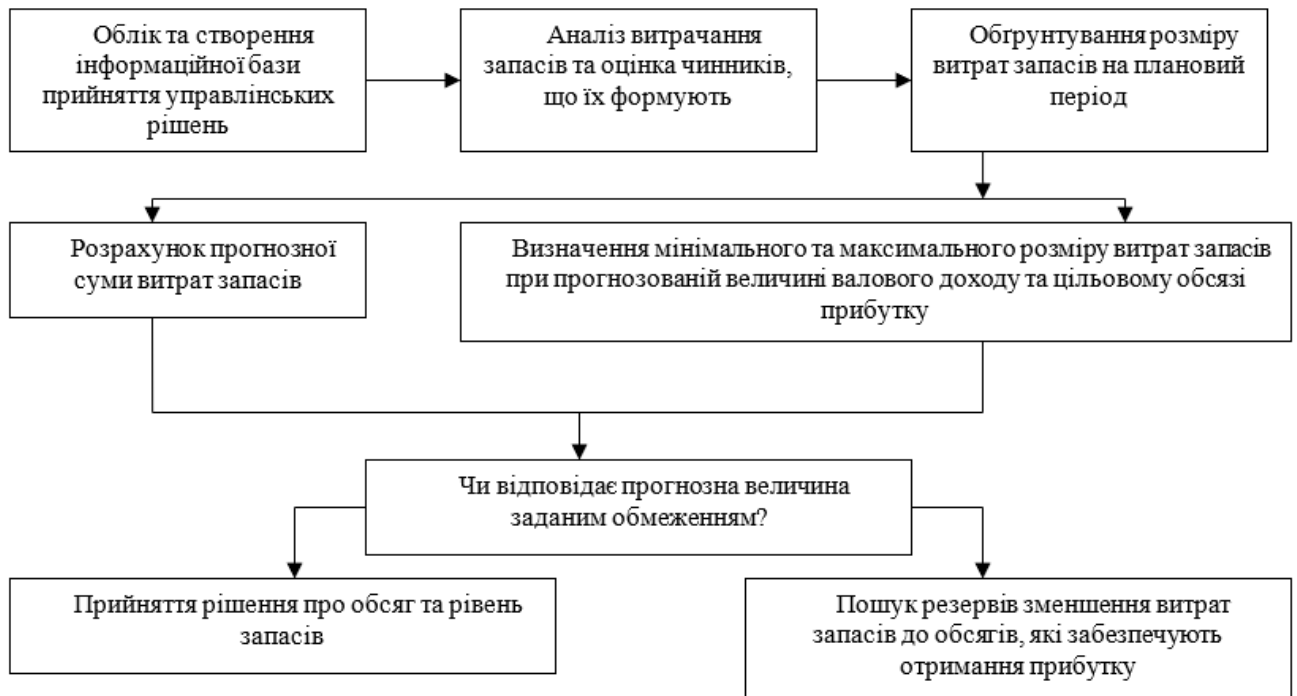 Облік та створення
інформаційної бази
прийняття управлінських
рішень
Аналіз витрачання
запасів та оцінка чинників,
що їх формують
Обґрунтування розміру
витрат запасів на плановий
період
Розрахунок прогнозної
суми витрат запасів
Визначення мінімального та максимального розміру витрат запасів
при прогнозованій величині валового доходу та цільовому обсязі
прибутку
Чи відповідає прогнозна величина
заданим обмеженням?
Прийняття рішення про обсяг та рівень
запасів
Пошук резервів зменшення витрат
запасів до обсягів, які забезпечують
отримання прибутку